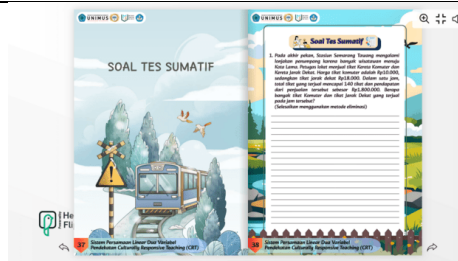 UNIMUS
SOAL TES SUMATIF
37
Sistem Persamaan Linear Dua Variabel
Pendekatan Culturally Responsive Teaching (CRT)
UNIMUS
Soal Tes Sumatif
1. Pada akhir pekan, Stasiun Semarang Tawang mengalami
lonjakan penumpang karena banyak wisatawan menuju
Kota Lama. Petugas loket menjual tiket Kereta Komuter dan
Kereta Jarak Dekat. Harga tiket komuter adalah Rp10.000,
sedangkan tiket jarak dekat Rp18.000. Dalam satu jam,
total tiket yang terjual mencapai 140 tiket dan pendapatan
dari penjualan tersebut sebesar Rp1.800.000. Berapa
banyak tiket Komuter dan tiket Jarak Dekat yang terjual
pada jam tersebut?
(Selesaikan menggunakan metode eliminasi)
38
Sistem Persamaan Linear Dua Variabel
Pendekatan Culturally Responsive Teaching (CRT)
He
Fli